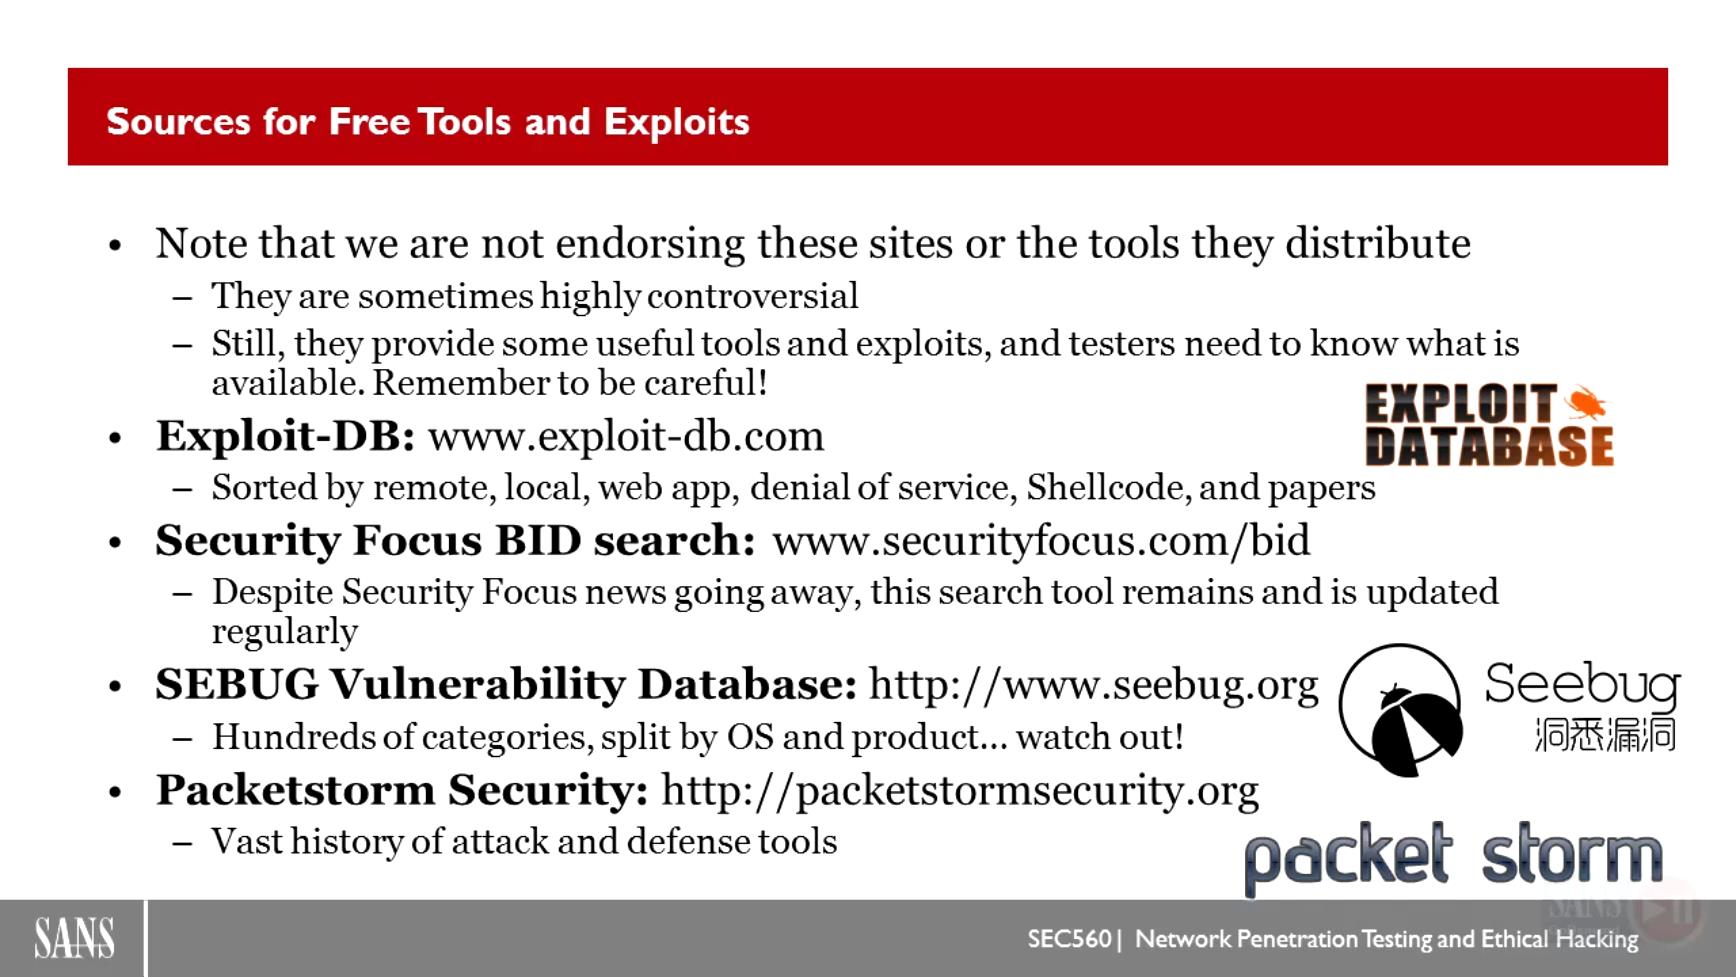 Sources for Free Tools and Exploits
• Note that we are not endorsing these sites or the tools they distribute
– They are sometimes highly controversial
– Still, they provide some useful tools and exploits, and testers need to know what is
available. Remember to be careful!
EXPLOIT
DATABASE
• Exploit-DB: www.exploit-db.com
– Sorted by remote, local, web app, denial of service, Shellcode, and papers
• Security Focus BID search: www.securityfocus.com/bid
– Despite Security Focus news going away, this search tool remains and is updated
regularly
• SEBUG Vulnerability Database: http://www.seebug.org
Seebug
洞悉漏洞
– Hundreds of categories, split by OS and product... watch out!
• Packetstorm Security: http://packetstormsecurity.org
– Vast history of attack and defense tools
packet storm
SANS
SANS
SEC560 | Network Penetration Testing and Ethical Hacking